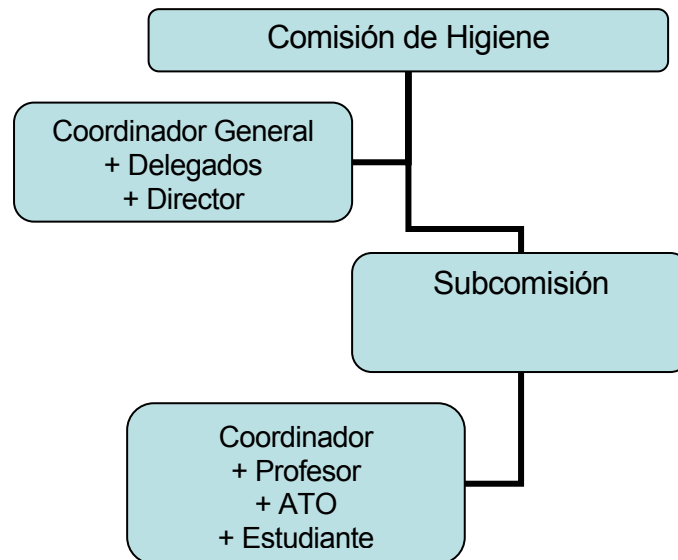 Comisión de Higiene
Coordinador General
+ Delegados
+ Director
Subcomisión
Coordinador
+ Profesor
+ ATO
+ Estudiante